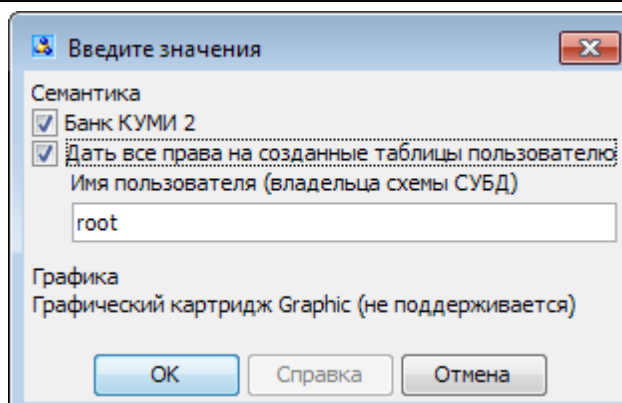 Введите значения
Семантика
Банк КУМИ 2
Дать все права на созданные таблицы пользователю
Имя пользователя (владельца схемы СУБД)
root
Графика
Графический картридж Graphic (не поддерживается)
OK Справка Отмена